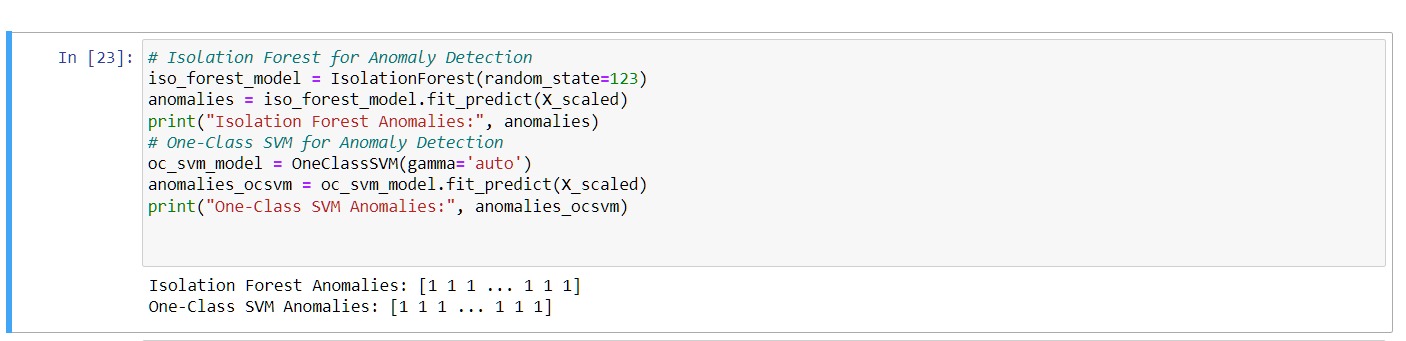 In [23]: # Isolation Forest for Anomaly Detection
iso_forest_model = IsolationForest(random_state=123)
anomalies = iso_forest_model.fit_predict(X_scaled)
print("Isolation Forest Anomalies:", anomalies)
# One-Class SVM for Anomaly Detection
oc_svm_model = OneClassSVM(gamma='auto')
anomalies_ocsvm = oc_svm_model.fit_predict(X_scaled)
print("One-Class SVM Anomalies:", anomalies_ocsvm)
Isolation Forest Anomalies: [1 1 1 ... 1 1 1]
One-Class SVM Anomalies: [1 1 1 ... 1 1 1]